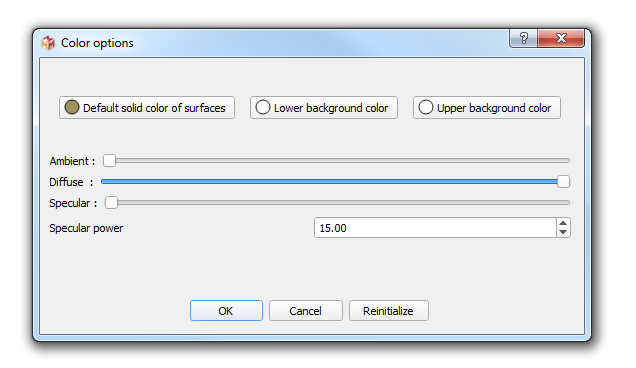 Color options
?
Default solid color of surfaces
Lower background color
Upper background color
Ambient :
Diffuse :
Specular :
Specular power
15.00
OK
Cancel
Reinitialize